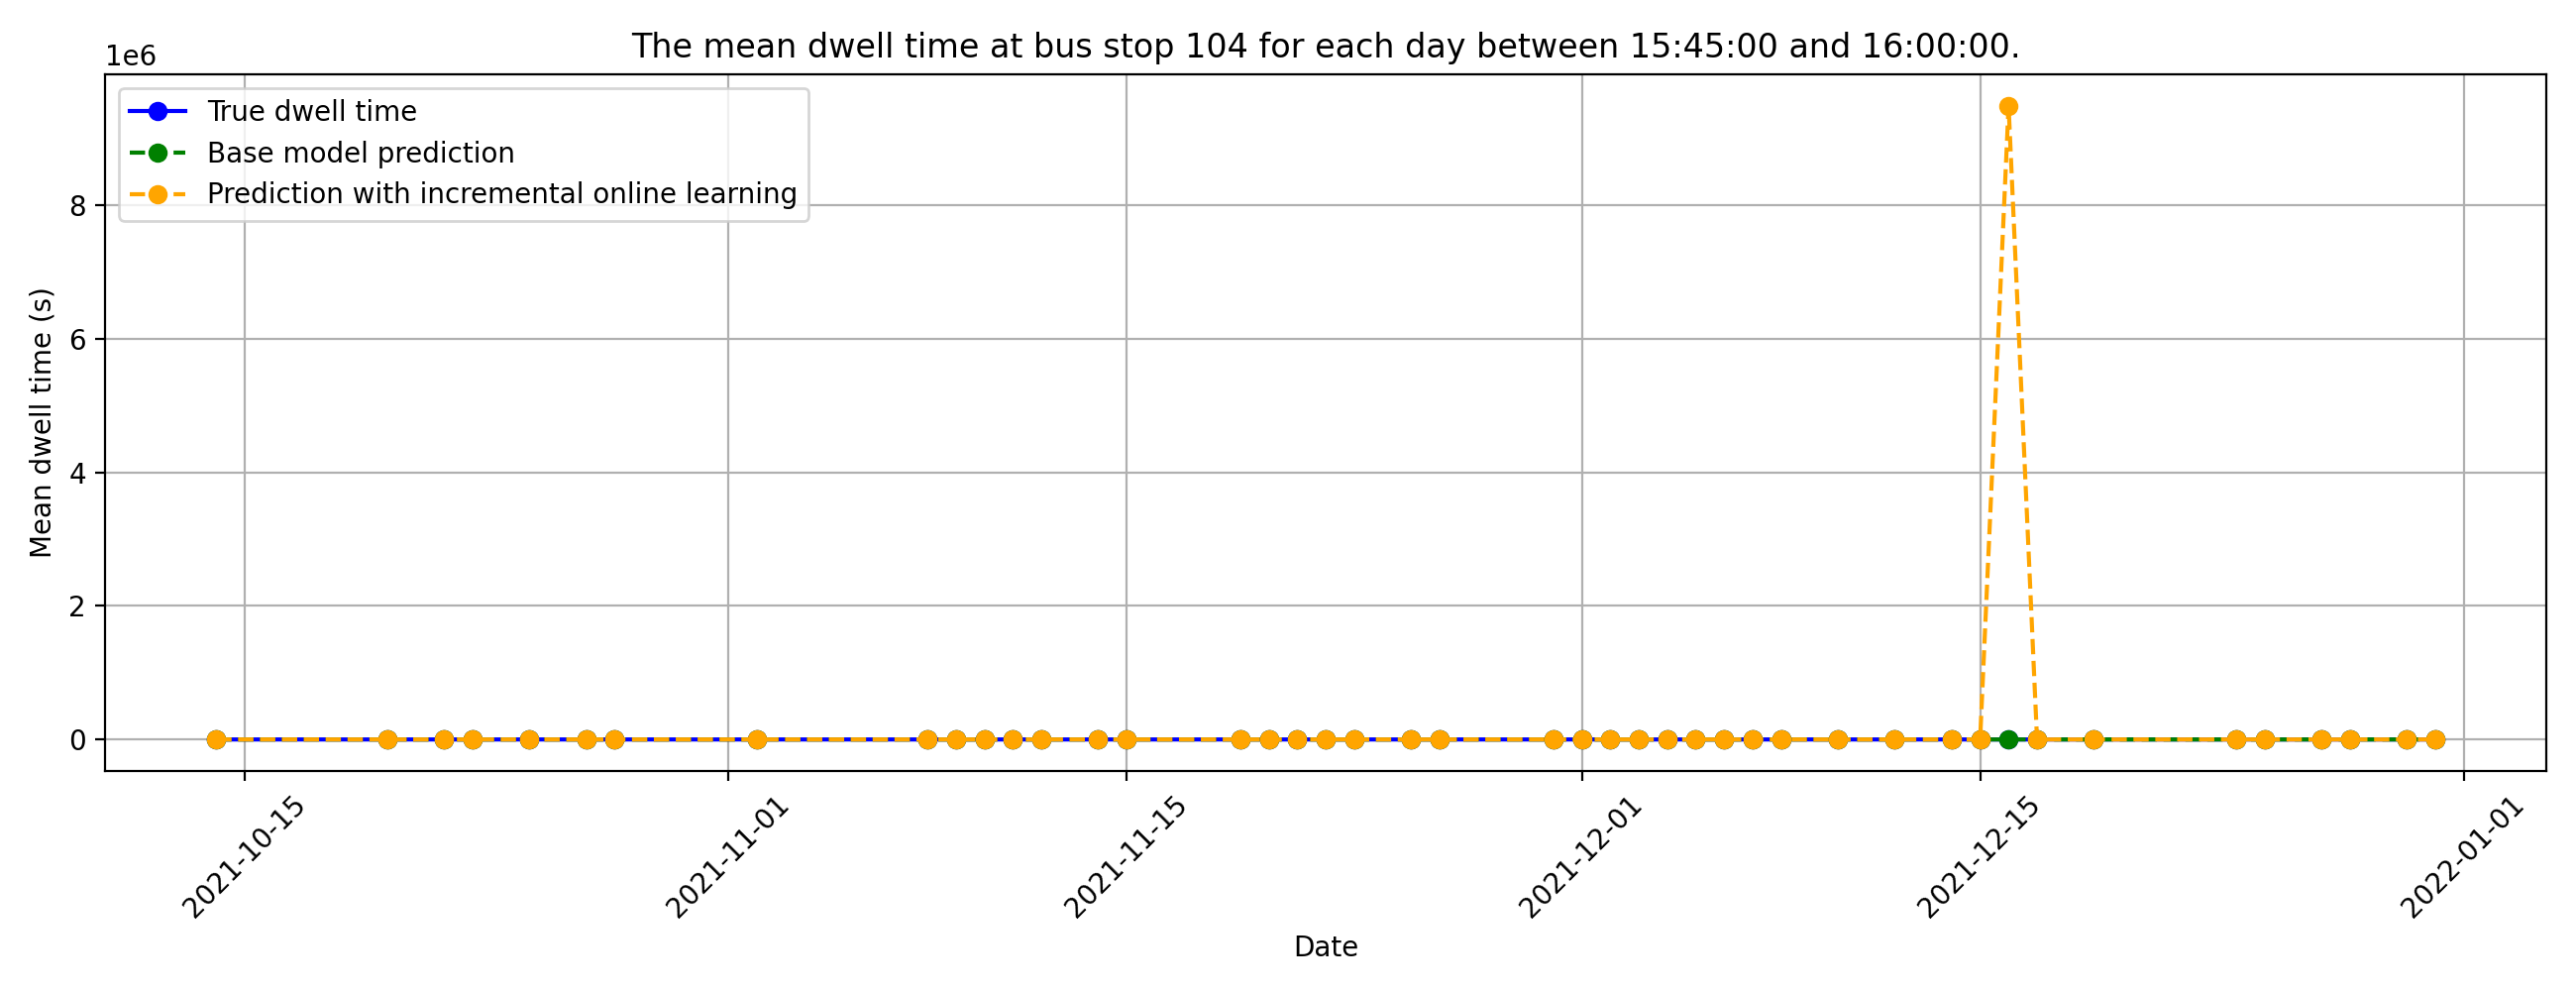 The mean dwell time at bus stop 104 for each day between 15:45:00 and 16:00:00.
1e6
True dwell time
Base model prediction
Prediction with incremental online learning
8
6
4
2
0
Mean dwell time (s)
2021-10-15
2021-11-01
2021-11-15
2021-12-01
2021-12-15
2022-01-01
Date